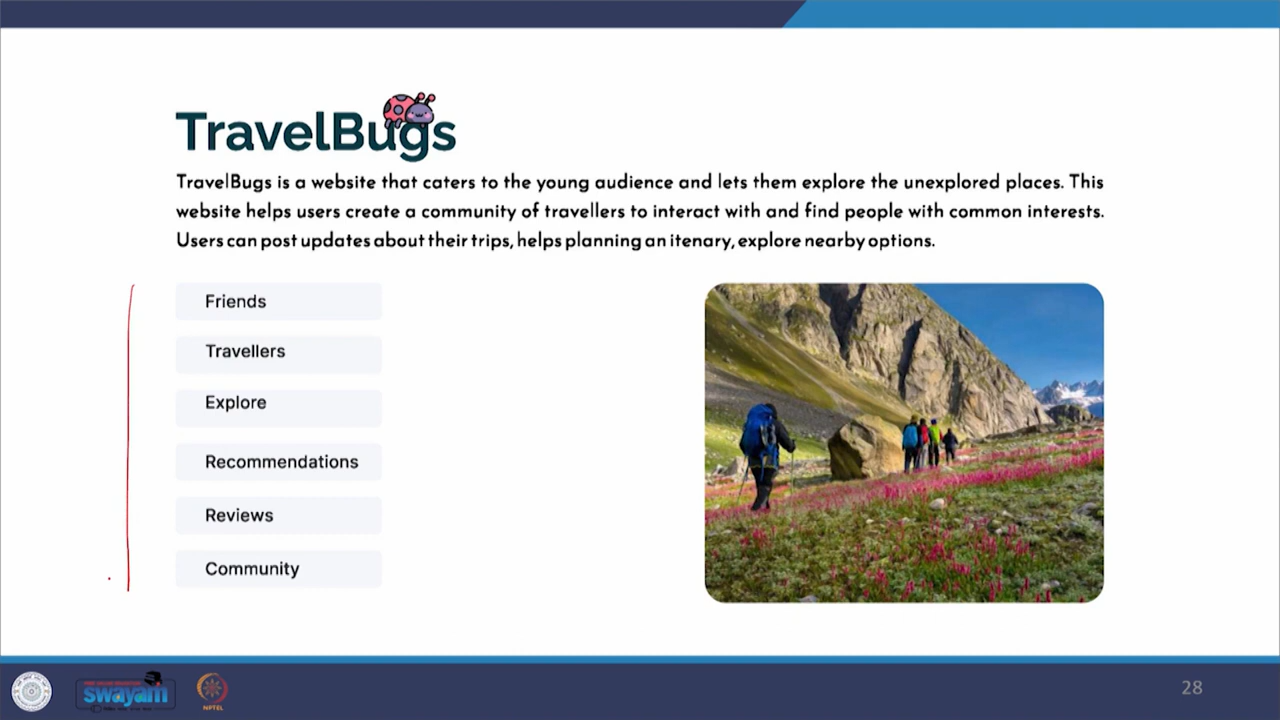 TravelBugs
TravelBugs is a website that caters to the young audience and lets them explore the unexplored places. This
website helps users create a community of travellers to interact with and find people with common interests.
Users can post updates about their trips, helps planning an itenary, explore nearby options.
Friends
Travellers
Explore
Recommendations
Reviews
Community
swayam
NPTEL
28